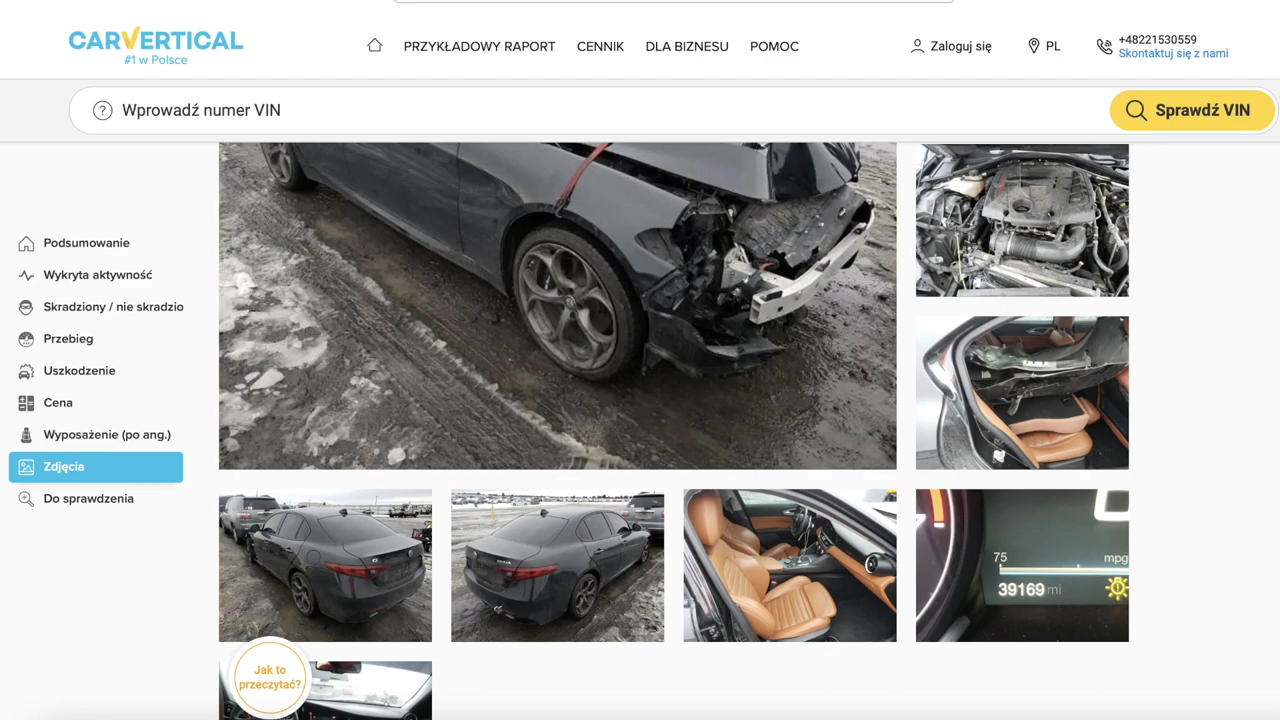 CARVERTICAL
#1 w Polsce
PRZYKŁADOWY RAPORT
CENNIK
DLA BIZNESU
POMOC
Zaloguj się
PL
+48221530559
Skontaktuj się z nami
Wprowadź numer VIN
Sprawdź VIN
Podsumowanie
Wykryta aktywność
Skradziony / nie skradzio
Przebieg
Uszkodzenie
Cena
Wyposażenie (po ang.)
Zdjęcia
Do sprawdzenia
75
mpg
39169 mi
Jak to
przeczytać?